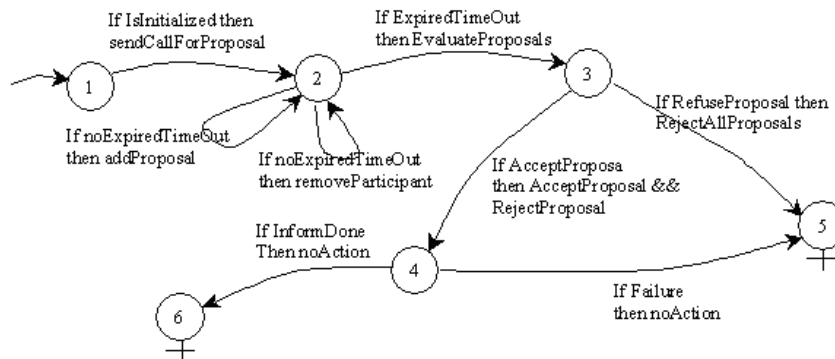 If IsInitialized then
sendCallForProposal
If ExpiredTimeOut
then EvaluateProposals
1
2
3
If noExpiredTimeOut
then addProposal
If noExpiredTimeOut
then removeParticipant
If RefuseProposal then
RejectAllProposals
If AcceptProposa
then AcceptProposal &&
RejectProposal
5
If InformDone
Then noAction
4
If Failure
then noAction
6